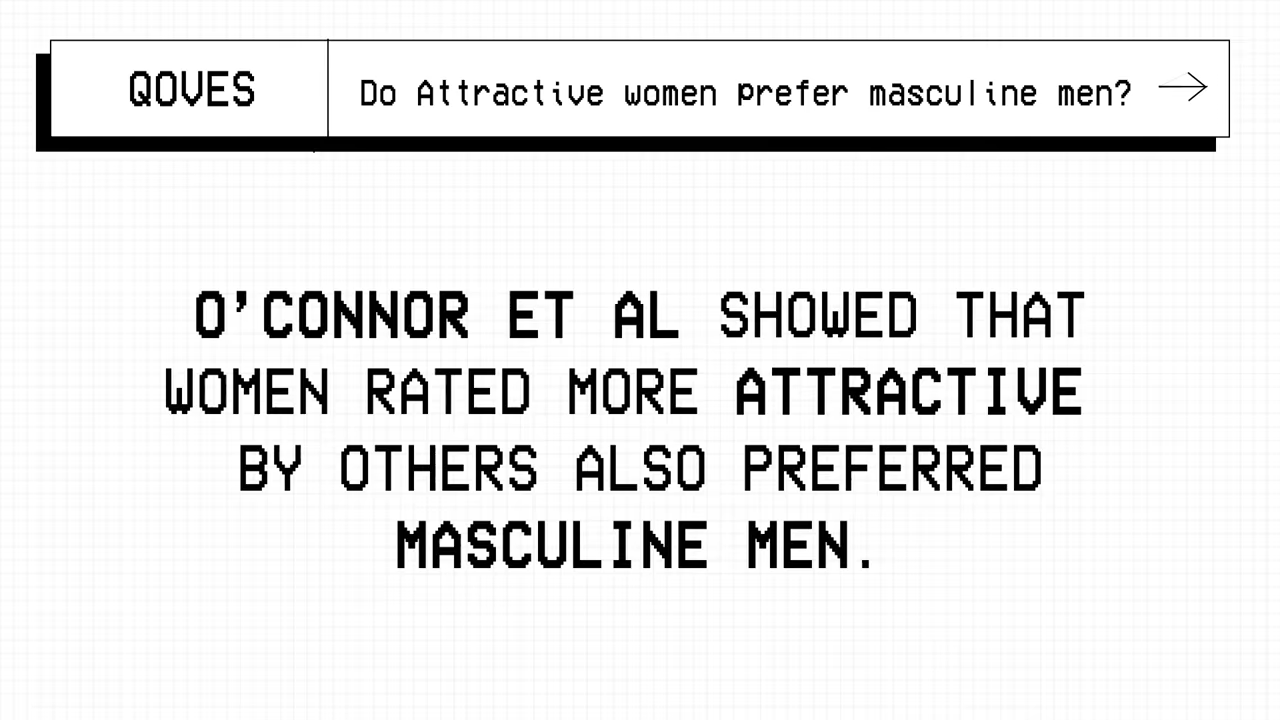 QOVES
Do Attractive women prefer masculine men?
O'CONNOR ET AL SHOWED THAT
WOMEN RATED MORE ATTRACTIVE
BY OTHERS ALSO PREFERRED
MASCULINE MEN.